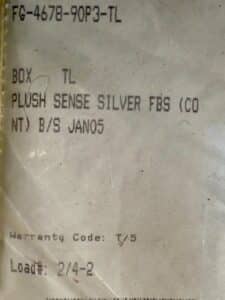 FG-4678-90P3-TL
BOX TL
PLUSH SENSE SILVER FBS (CO
NT) B/S JAN05
Warranty Code: T/5
Load#: 2/4-2